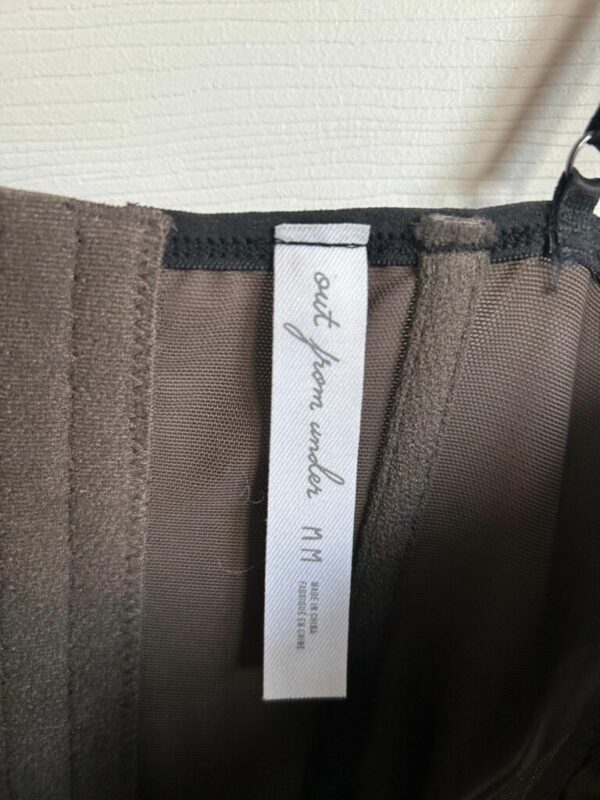 out from under M M
MADE IN CHINA
FABRIQUÉ EN CHINE